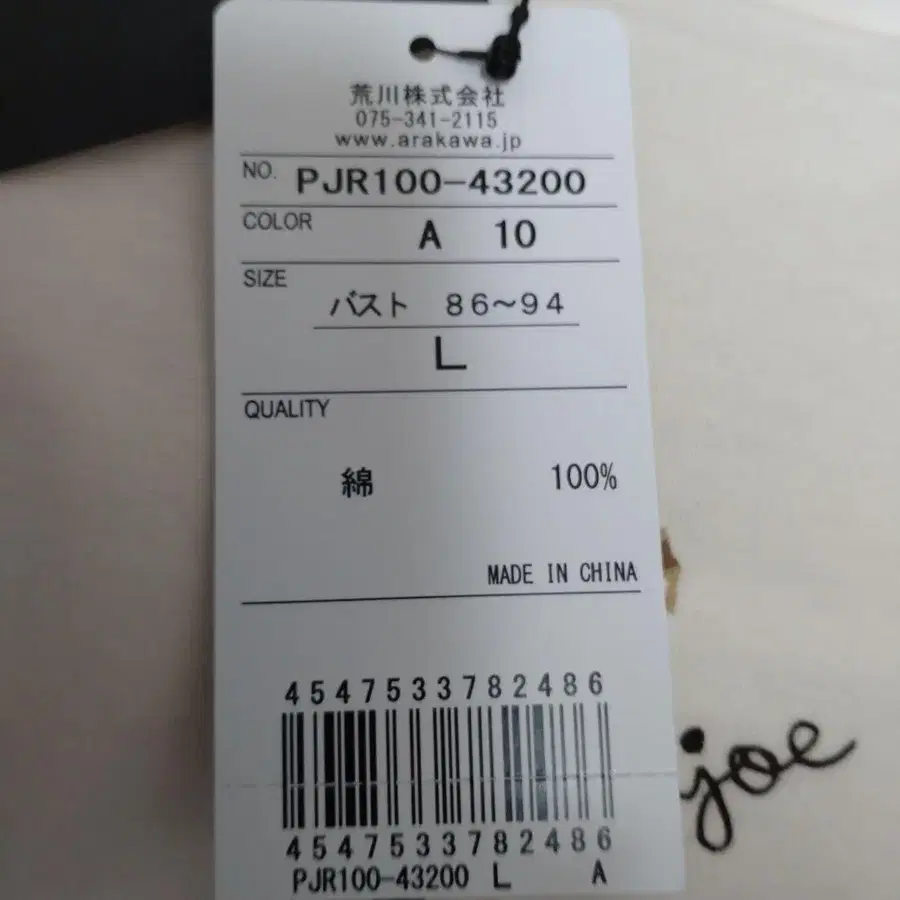 荒川株式会社
075-341-2115
www.arakawa.jp
NO. PJR100-43200
COLOR A 10
SIZE
バスト 86~94
L
QUALITY
綿 100%
MADE IN CHINA
4547533782486
joe
4547533782486
PJR100-43200 L A